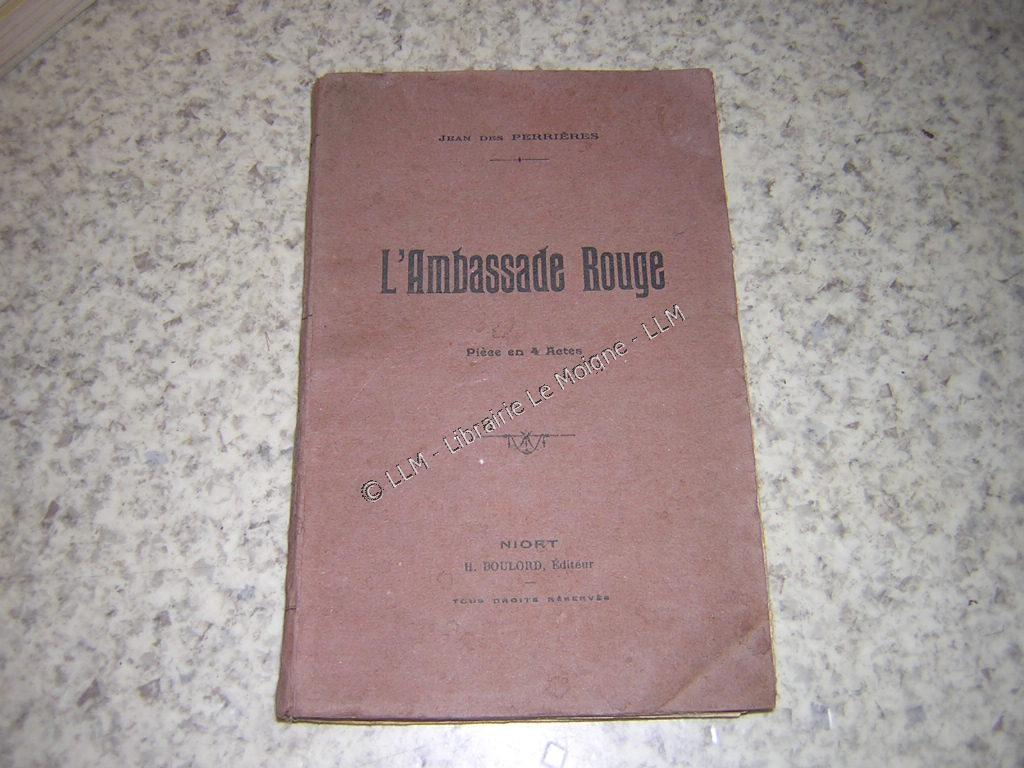 JEAN DES PERRIÈRES
L'Ambassade Rouge
Pièce en 4 Actes
© LLM - Librairie Le Moigne - LLM
NIORT
H. BOULORD, Éditeur
TOUS DROITS RÉSERVÉS